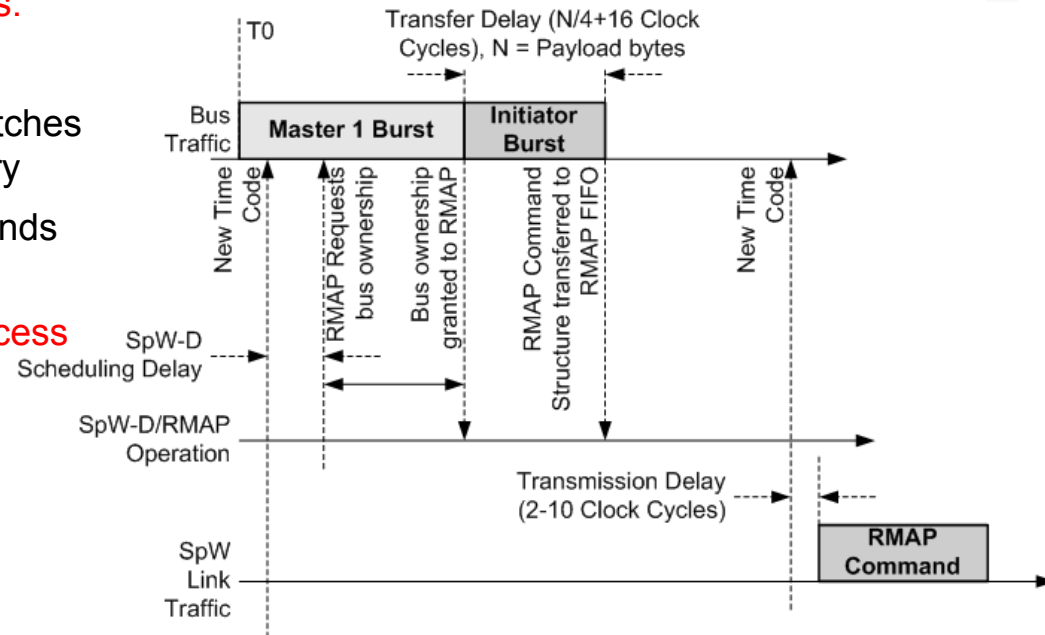 s:
tches
ry
nds
cess
T0
Transfer Delay (N/4+16 Clock
Cycles), N = Payload bytes
Bus
Traffic
Master 1 Burst
Initiator
Burst
New Time
Code
RMAP Requests
bus ownership
Bus ownership
granted to RMAP
RMAP Command
Structure transferred to
RMAP FIFO
New Time
Code
SpW-D
Scheduling Delay
SpW-D/RMAP
Operation
Transmission Delay
(2-10 Clock Cycles)
SpW
Link
Traffic
RMAP
Command